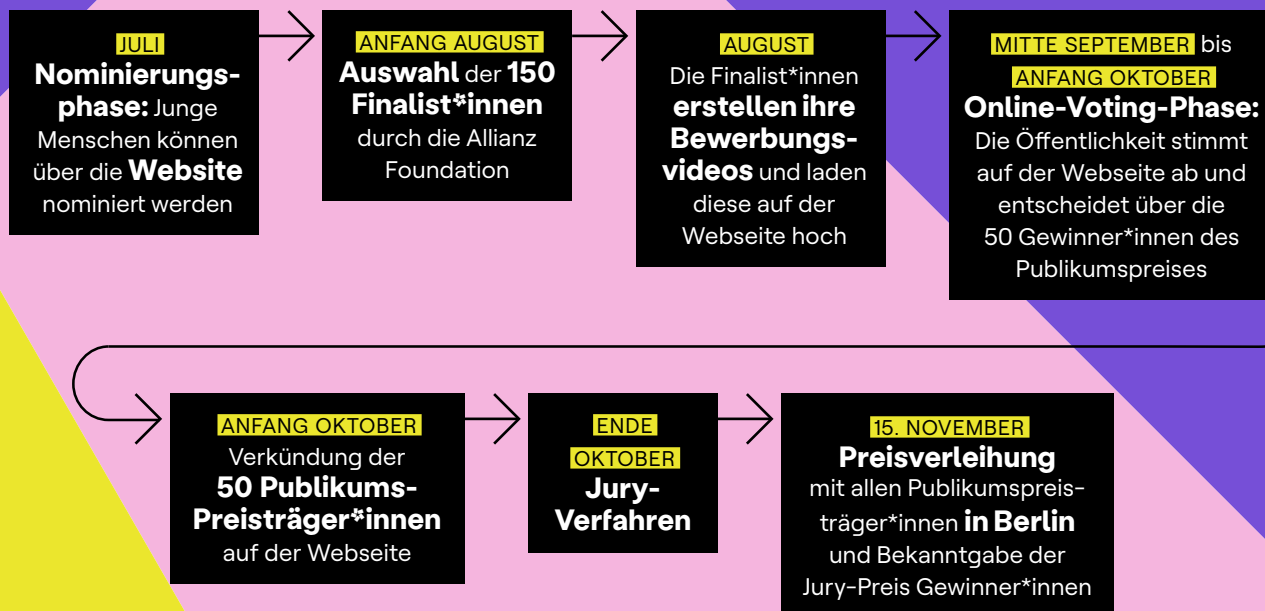 JULI
Nominierungs-
phase: Junge
Menschen können
über die Website
nominiert werden
ANFANG AUGUST
Auswahl der 150
Finalist*innen
durch die Allianz
Foundation
AUGUST
Die Finalist*innen
erstellen ihre
Bewerbungs-
videos und laden
diese auf der
Webseite hoch
MITTE SEPTEMBER bis
ANFANG OKTOBER
Online-Voting-Phase:
Die Öffentlichkeit stimmt
auf der Webseite ab und
entscheidet über die
50 Gewinner*innen des
Publikumspreises
ANFANG OKTOBER
Verkündung der
50 Publikums-
Preisträger*innen
auf der Webseite
ENDE
OKTOBER
Jury-
Verfahren
15. NOVEMBER
Preisverleihung
mit allen Publikumspreis-
träger*innen in Berlin
und Bekanntgabe der
Jury-Preis Gewinner*innen